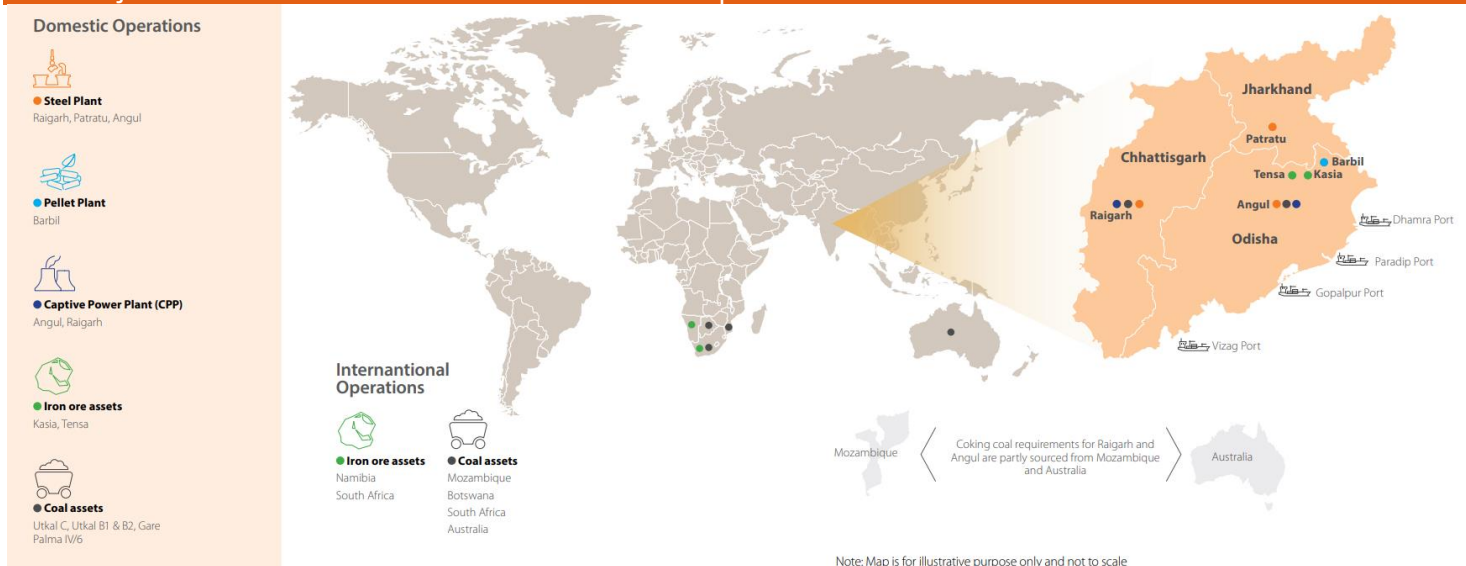 Domestic Operations
Steel Plant
Raigarh, Patratu, Angul
Pellet Plant
Barbil
Captive Power Plant (CPP)
Angul, Raigarh
Iron ore assets
Kasia, Tensa
Coal assets
Utkal C, Utkal B1 & B2, Gare
Palma IV/6
Internantional
Operations
Iron ore assets
Namibia
South Africa
Coal assets
Mozambique
Botswana
South Africa
Australia
Jharkhand
Patratu
Chhattisgarh
Barbil
Tensa
Kasia
Raigarh
Angul
Odisha
Dhamra Port
Paradip Port
Gopalpur Port
Vizag Port
Mozambique
Coking coal requirements for Raigarh and
Angul are partly sourced from Mozambique
and Australia
Australia
Note: Map is for illustrative purpose only and not to scale